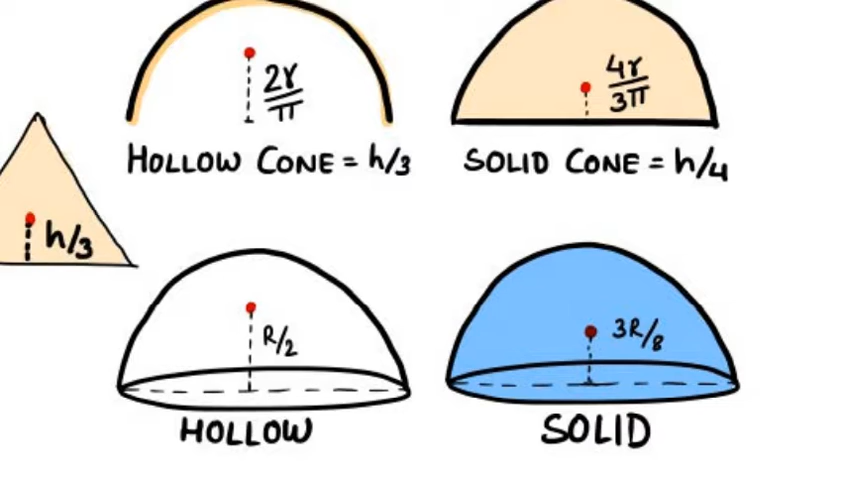 2r/π
4r/3π
HOLLOW CONE = h/3
SOLID CONE = h/4
h/3
R/2
3R/8
HOLLOW
SOLID